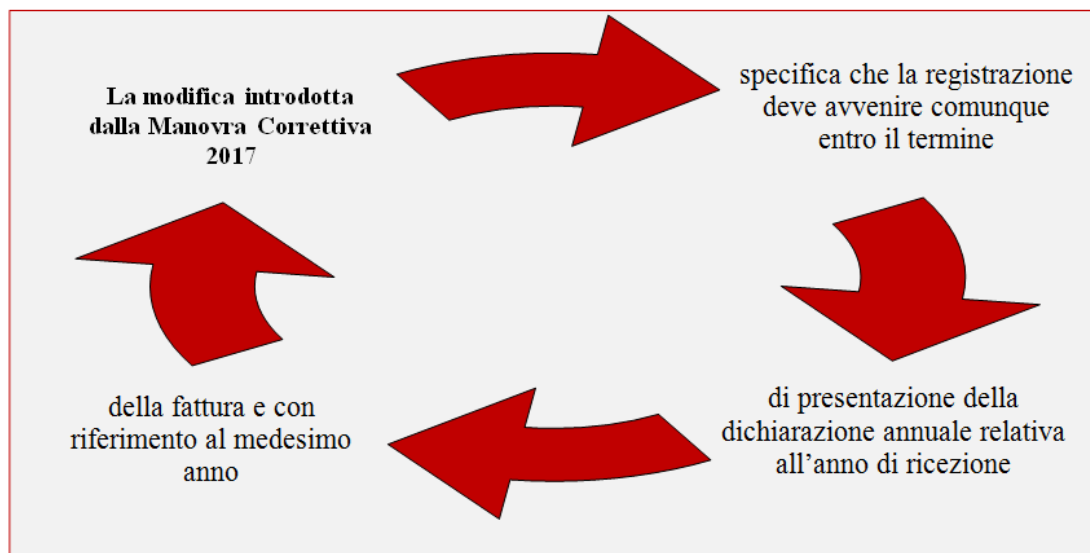 La modifica introdotta
dalla Manovra Correttiva
2017
specifica che la registrazione
deve avvenire comunque
entro il termine
di presentazione della
dichiarazione annuale relativa
all’anno di ricezione
della fattura e con
riferimento al medesimo
anno